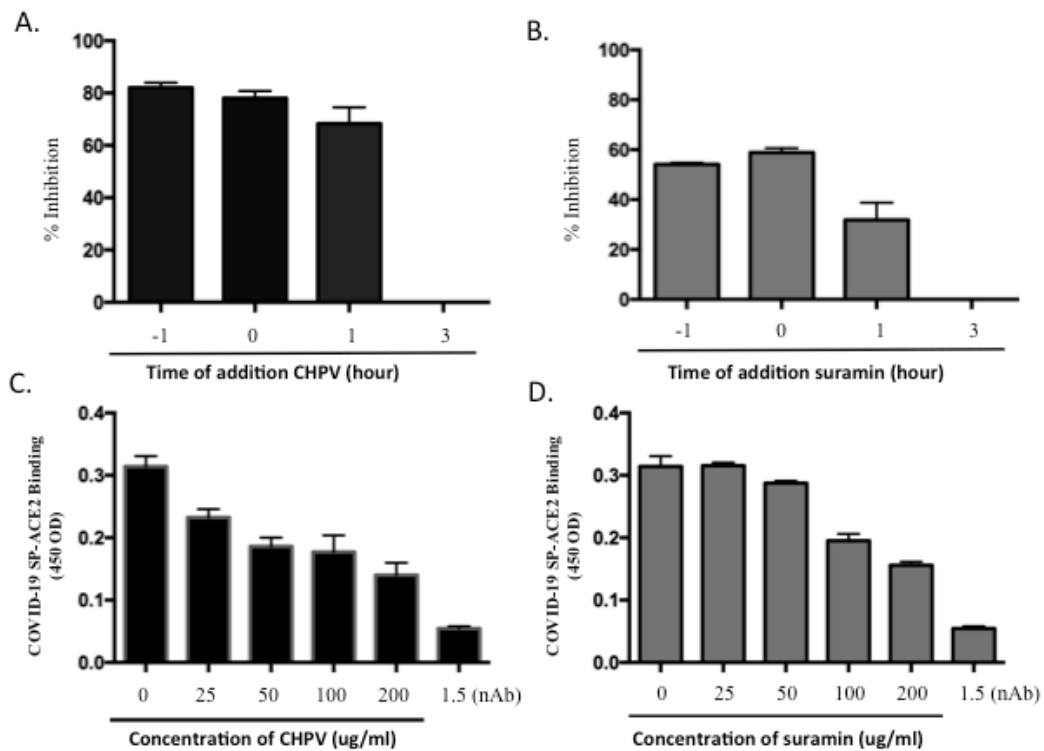 A.
100
80
60
40
20
0
% Inhibition
-1 0 1 3
Time of addition CHPV (hour)
B.
100
80
60
40
20
0
% Inhibition
-1 0 1 3
Time of addition suramin (hour)
C.
0.4
0.3
0.2
0.1
0.0
COVID-19 SP-ACE2 Binding
(450 OD)
0 25 50 100 200 1.5 (nAb)
Concentration of CHPV (ug/ml)
D.
0.4
0.3
0.2
0.1
0.0
COVID-19 SP-ACE2 Binding
(450 OD)
0 25 50 100 200 1.5 (nAb)
Concentration of suramin (ug/ml)